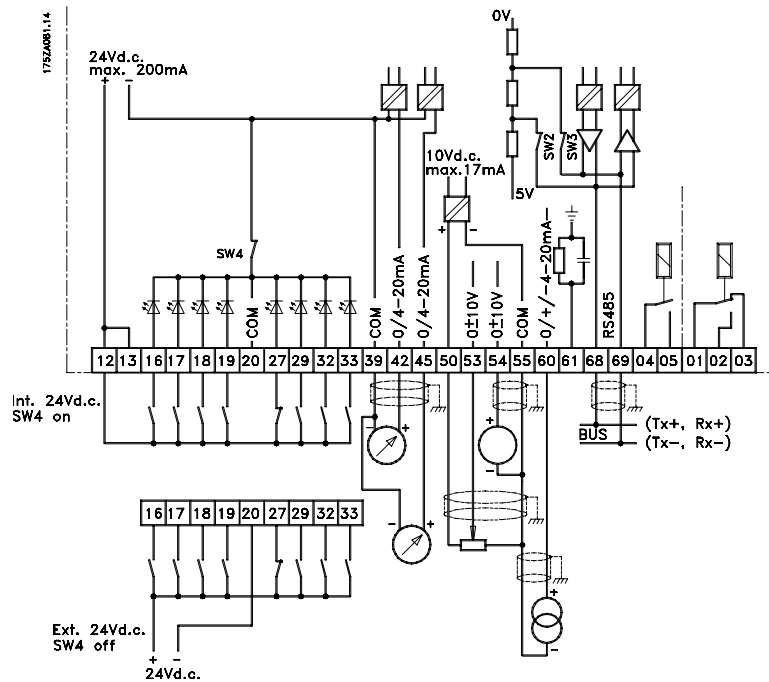 175ZA081.14
24Vd.c.
max. 200mA
+ -
0V
5V
SW2
SW3
10Vd.c.
max.17mA
+ -
SW4
COM
COM
0/4-20mA
0/4-20mA
0±10V
0±10V
COM
0/+/-4-20mA-
RS485
12 13 16 17 18 19 20 27 29 32 33 39 42 45 50 53 54 55 60 61 68 69 04 05 01 02 03
Int. 24Vd.c.
SW4 on
- +
+
-
BUS
(Tx+, Rx+)
(Tx-, Rx-)
16 17 18 19 20 27 29 32 33
- +
+
-
Ext. 24Vd.c.
SW4 off
+ -
24Vd.c.